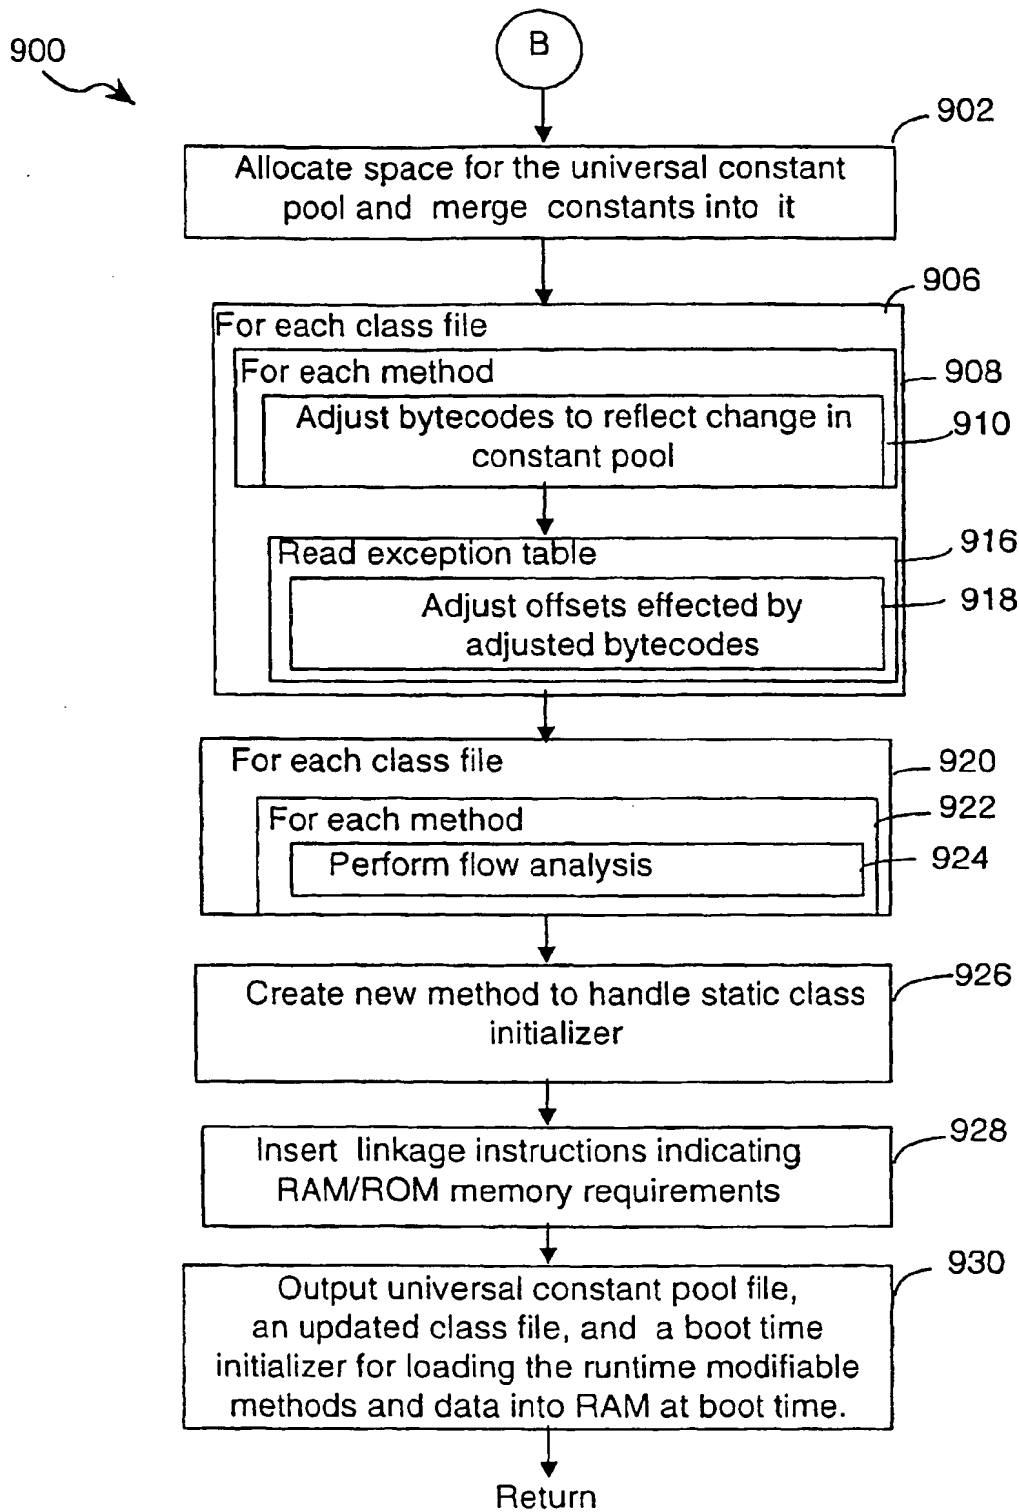 B
900
902
Allocate space for the universal constant
pool and merge constants into it
906
For each class file
For each method
908
Adjust bytecodes to reflect change in
constant pool
910
Read exception table
916
Adjust offsets effected by
adjusted bytecodes
918
For each class file
920
For each method
922
Perform flow analysis
924
Create new method to handle static class
initializer
926
Insert linkage instructions indicating
RAM/ROM memory requirements
928
930
Output universal constant pool file,
an updated class file, and a boot time
initializer for loading the runtime modifiable
methods and data into RAM at boot time.
Return